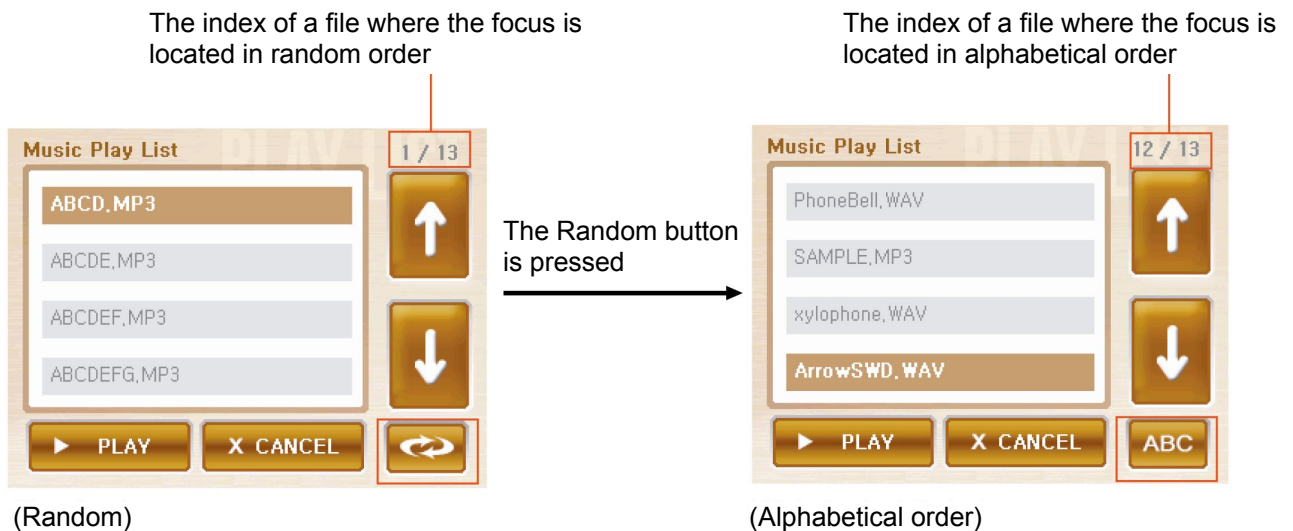 The index of a file where the focus is
located in random order
The index of a file where the focus is
located in alphabetical order
PLAY LIST
Music Play List
1 / 13
ABCD,MP3
ABCDE,MP3
ABCDEF,MP3
ABCDEFG,MP3
PLAY
X CANCEL
(Random)
The Random button
is pressed
Music Play List
12 / 13
PhoneBell,WAV
SAMPLE,MP3
xylophone,WAV
ArrowSWD,WAV
PLAY
X CANCEL
ABC
(Alphabetical order)